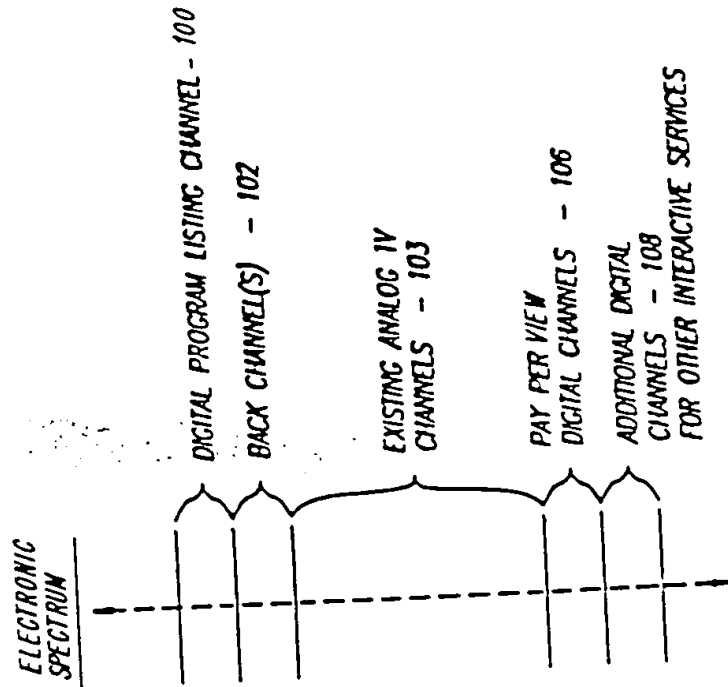 ELECTRONIC
SPECTRUM
DIGITAL PROGRAM LISTING CHANNEL - 100
BACK CHANNEL(S) - 102
EXISTING ANALOG TV
CHANNELS - 103
PAY PER VIEW
DIGITAL CHANNELS - 106
ADDITIONAL DIGITAL
CHANNELS - 108
FOR OTHER INTERACTIVE SERVICES